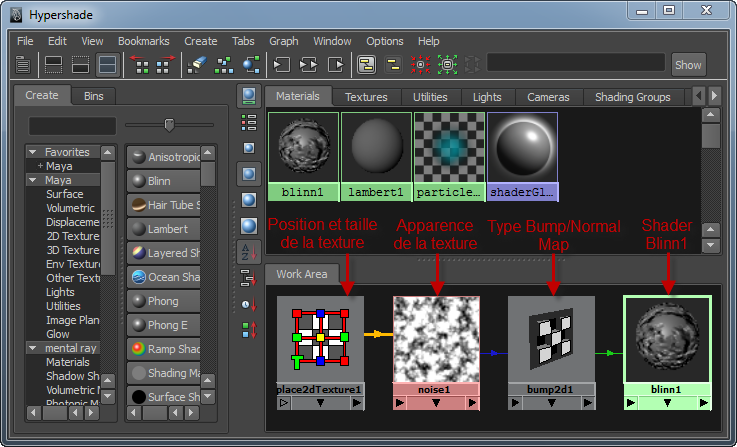 Hypershade
File Edit View Bookmarks Create Tabs Graph Window Options Help
Show
Create Bins
Materials Textures Utilities Lights Cameras Shading Groups
Favorites
+ Maya
Maya
Surface
Volumetric
Displaceme
2D Texture
3D Texture
Env Textur
Other Text
Lights
Utilities
Image Plan
Glow
mental ray
Materials
Shadow Sh
Volumetric M
Photonic M
Anisotropic
Blinn
Hair Tube S
Lambert
Layered Sh
Ocean Sha
Phong
Phong E
Ramp Shad
Shading Ma
Surface Sh
blinn1
lambert1
particle...
shaderGl...
Position et taille
de la texture
Apparence
de la texture
Type Bump/Normal
Map
Shader
Blinn1
Work Area
place2dTexture1
noise1
bump2d1
blinn1